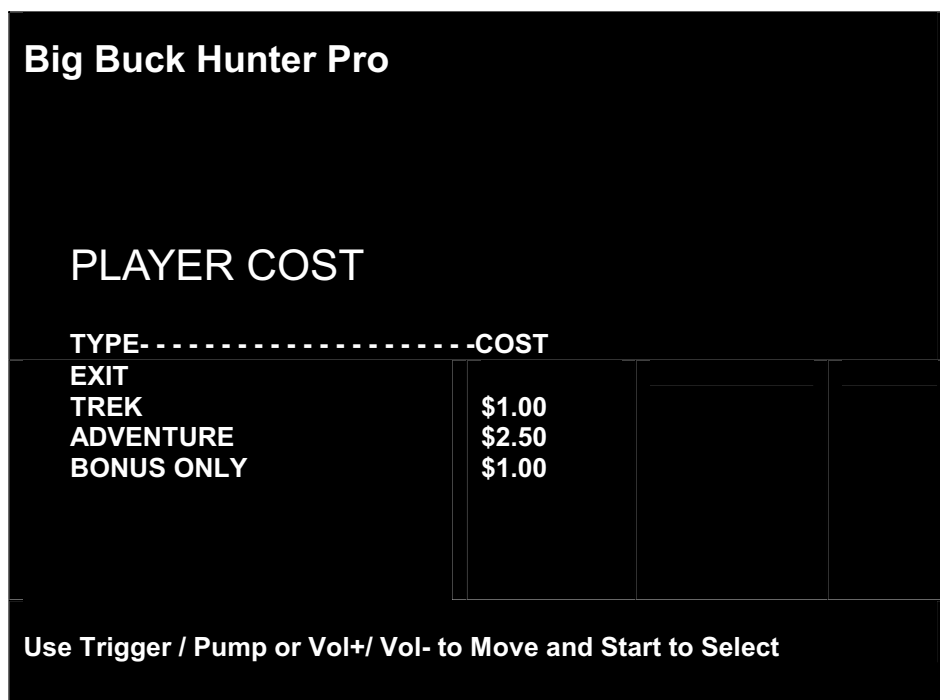 Big Buck Hunter Pro
PLAYER COST
TYPE- - - - - - - - - - - - - - - - - - - - -COST
EXIT
TREK $1.00
ADVENTURE $2.50
BONUS ONLY $1.00
Use Trigger / Pump or Vol+/ Vol- to Move and Start to Select